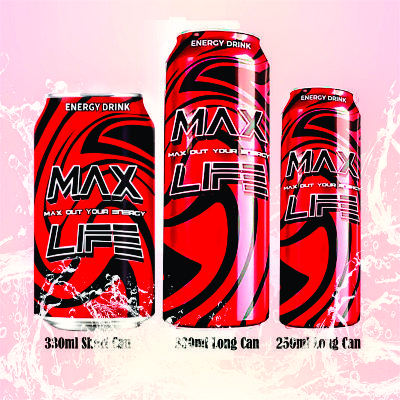 ENERGY DRINK
MAX
MAX OUT YOUR ENERGY
LIFE
330ml Short Can
ENERGY DRINK
MAX
MAX OUT YOUR ENERGY
LIFE
Long Can
ENERGY DRINK
MAX
MAX OUT YOUR ENERGY
LIFE
250ml Long Can